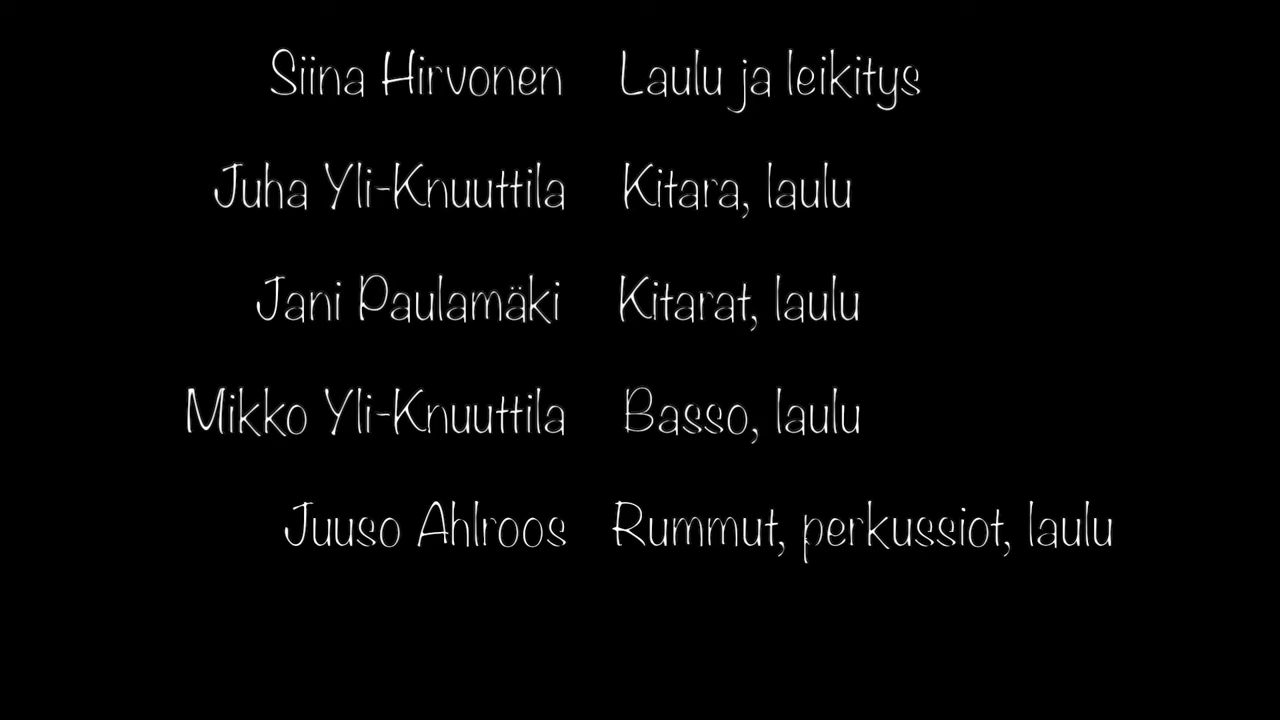 Siina Hirvonen Laulu ja leikitys
Juha Yli-Knuuttila Kitara, laulu
Jani Paulamäki Kitarat, laulu
Mikko Yli-Knuuttila Basso, laulu
Juuso Ahlroos Rummut, perkussiot, laulu